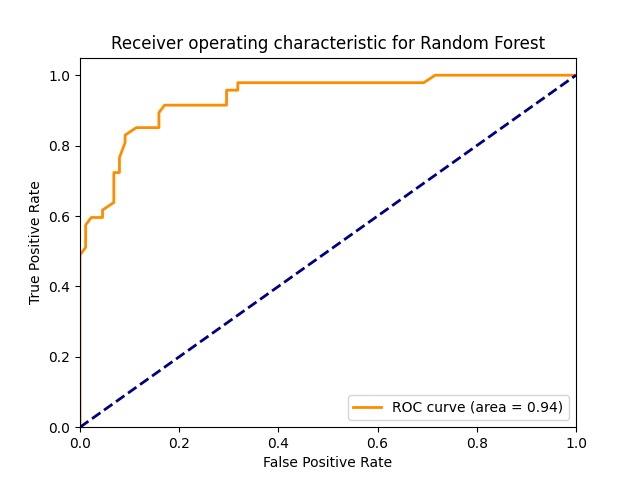 Receiver operating characteristic for Random Forest
1.0
0.8
0.6
0.4
0.2
0.0
True Positive Rate
ROC curve (area = 0.94)
0.0 0.2 0.4 0.6 0.8 1.0
False Positive Rate